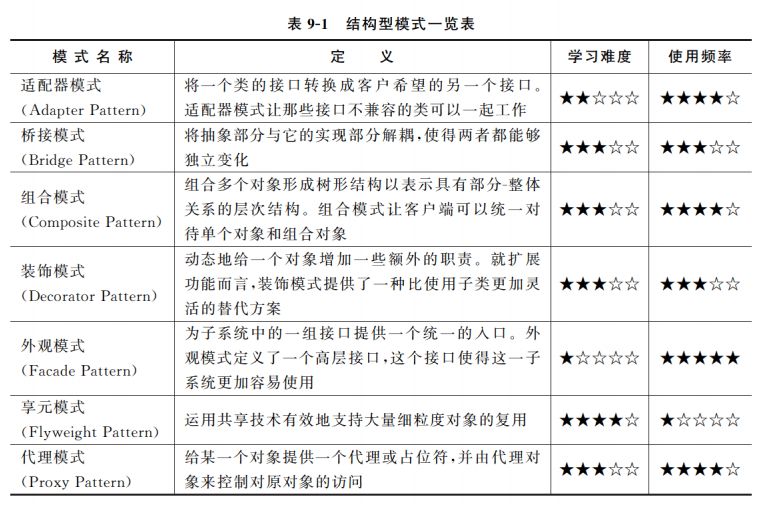 表 9-1 结构型模式一览表
模 式 名 称 定 义 学习难度 使用频率
适配器模式
（Adapter Pattern）
将一个类的接口转换成客户希望的另一个接口。
适配器模式让那些接口不兼容的类可以一起工作
★★☆☆☆ ★★★★☆
桥接模式
（Bridge Pattern）
将抽象部分与它的实现部分解耦,使得两者都能够
独立变化
★★★☆☆ ★★★☆☆
组合模式
（Composite Pattern）
组合多个对象形成树形结构以表示具有部分-整体
关系的层次结构。组合模式让客户端可以统一对
待单个对象和组合对象
★★★☆☆ ★★★★☆
装饰模式
（Decorator Pattern）
动态地给一个对象增加一些额外的职责。就扩展
功能而言,装饰模式提供了一种比使用子类更加灵
活的替代方案
★★★☆☆ ★★★☆☆
外观模式
（Facade Pattern）
为子系统中的一组接口提供一个统一的入口。外
观模式定义了一个高层接口,这个接口使得这一子
系统更加容易使用
★☆☆☆☆ ★★★★★
享元模式
（Flyweight Pattern）
运用共享技术有效地支持大量细粒度对象的复用
★★★★☆ ★☆☆☆☆
代理模式
（Proxy Pattern）
给某一个对象提供一个代理或占位符,并由代理对
象来控制对原对象的访问
★★★☆☆ ★★★★☆